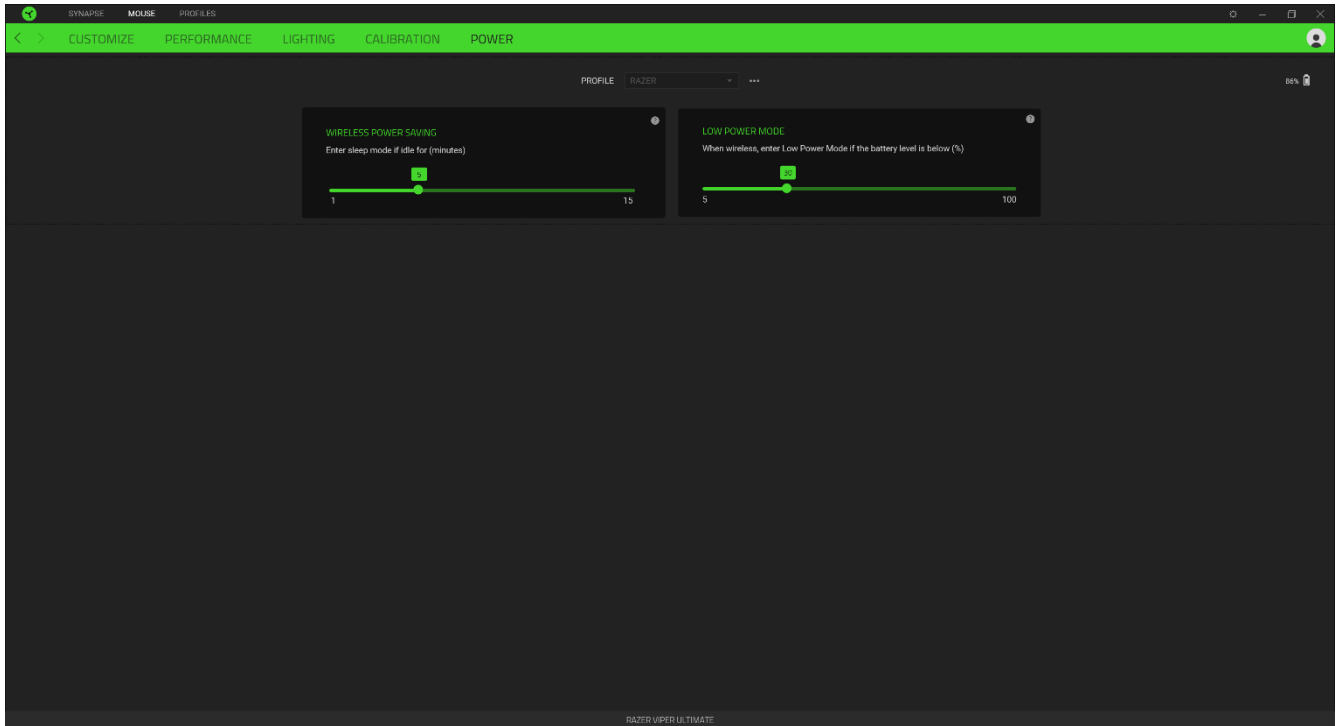 SYNAPSE MOUSE PROFILES
CUSTOMIZE PERFORMANCE LIGHTING CALIBRATION POWER
PROFILE RAZER
86%
WIRELESS POWER SAVING
Enter sleep mode if idle for (minutes)
5
1 15
LOW POWER MODE
When wireless, enter Low Power Mode if the battery level is below (%)
30
5 100
RAZER VIPER ULTIMATE